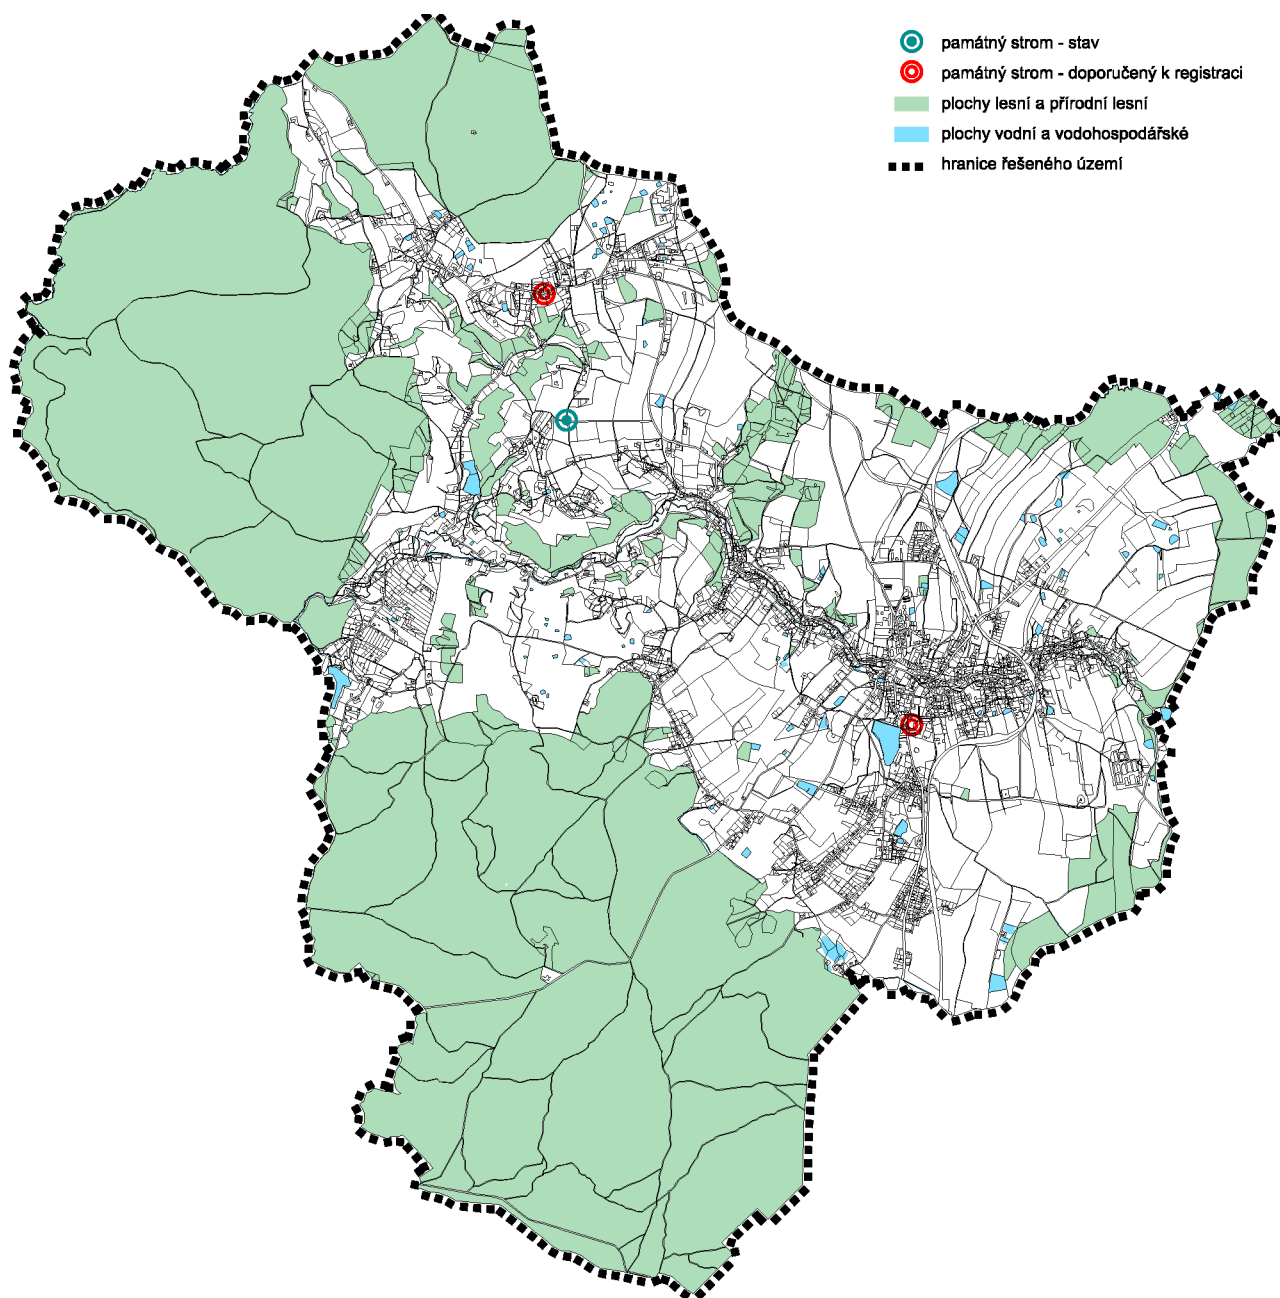 památný strom - stav
památný strom - doporučený k registraci
plochy lesní a přírodní lesní
plochy vodní a vodohospodářské
hranice řešeného území